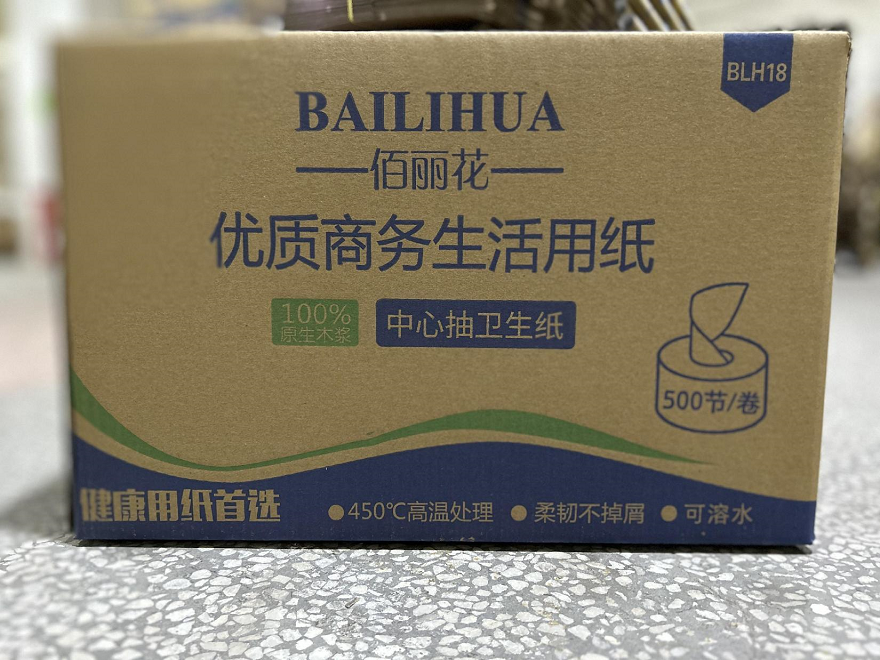 BLH18
BAILIHUA
佰丽花
优质商务生活用纸
100%
原生木浆
中心抽卫生纸
500节/卷
健康用纸首选
●450℃高温处理 ●柔韧不掉屑 ●可溶水